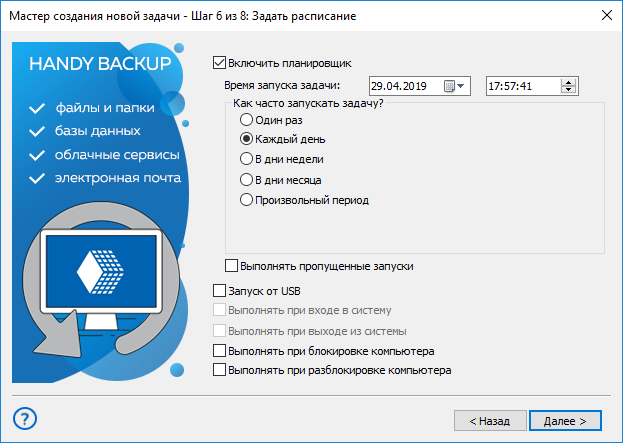 Мастер создания новой задачи - Шаг 6 из 8: Задать расписание
HANDY BACKUP
файлы и папки
базы данных
облачные сервисы
электронная почта
Включить планировщик
Время запуска задачи: 29.04.2019 17:57:41
Как часто запускать задачу?
Один раз
Каждый день
В дни недели
В дни месяца
Произвольный период
Выполнять пропущенные запуски
Запуск от USB
Выполнять при входе в систему
Выполнять при выходе из системы
Выполнять при блокировке компьютера
Выполнять при разблокировке компьютера
?
< Назад Далее >